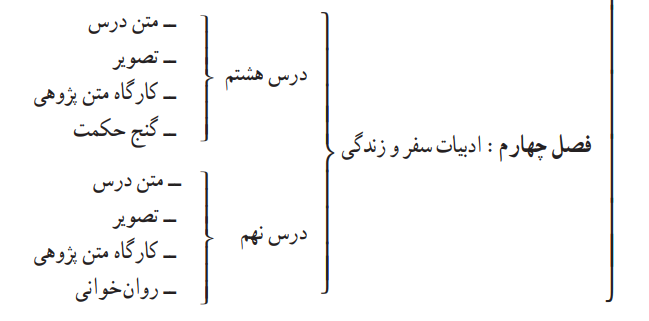 فصل چهارم : ادبیات سفر و زندگی
درس هشتم
ــ متن درس
ــ تصویر
ــ کارگاه متن پژوهی
ــ گنج حکمت
درس نهم
ــ متن درس
ــ تصویر
ــ کارگاه متن پژوهی
ــ روان‌خوانی